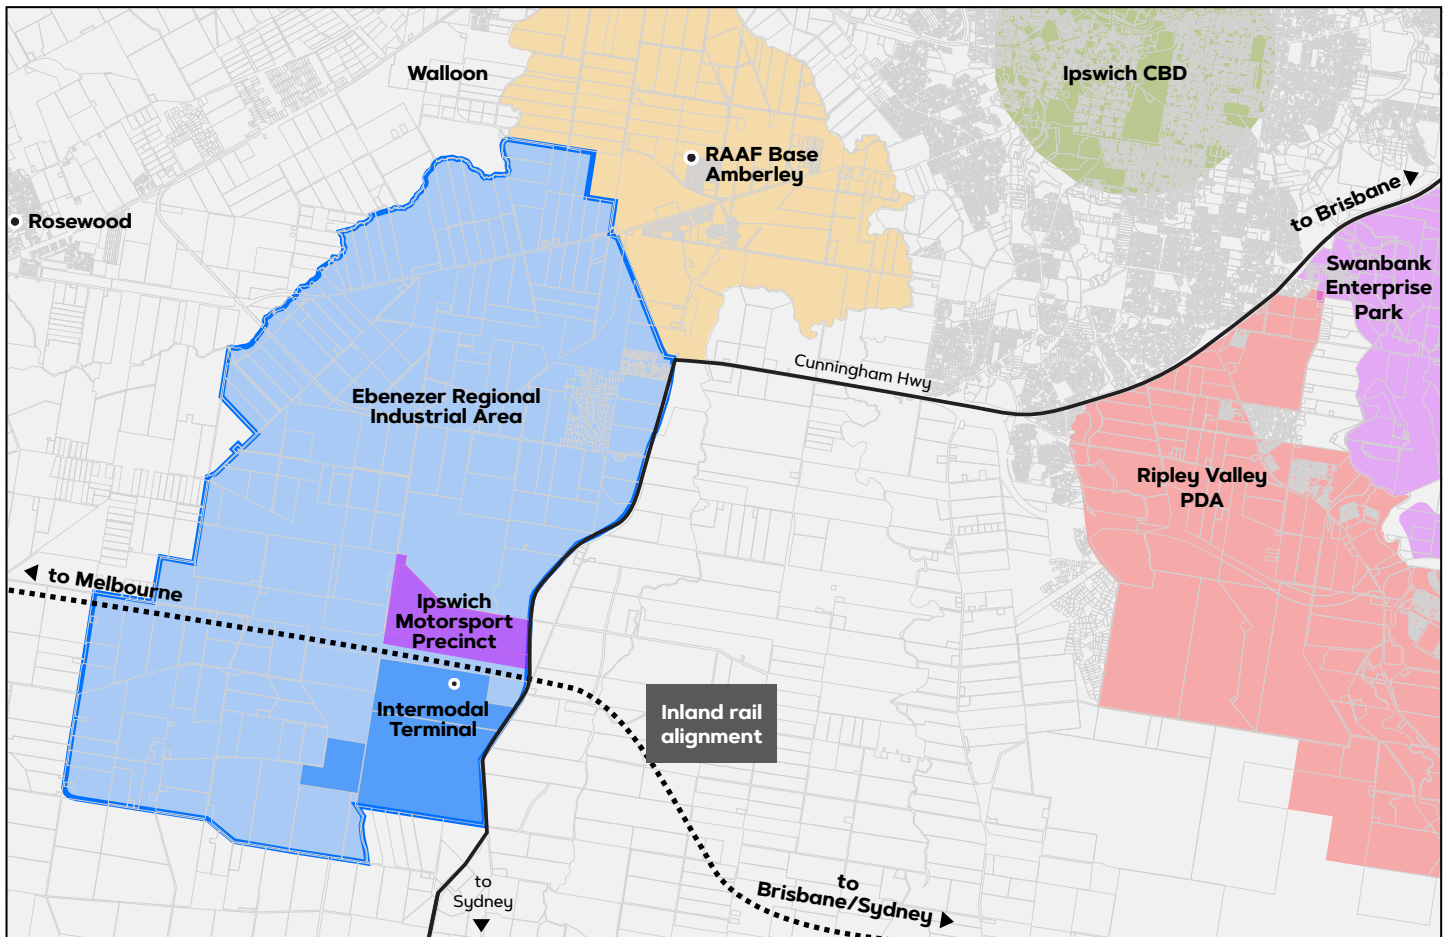 Walloon
Ipswich CBD
RAAF Base
Amberley
to Brisbane
Rosewood
Swanbank
Enterprise
Park
Cunningham Hwy
Ebenezer Regional
Industrial Area
Ripley Valley
PDA
to Melbourne
Ipswich
Motorsport
Precinct
Intermodal
Terminal
Inland rail
alignment
to
Sydney
to
Brisbane/Sydney